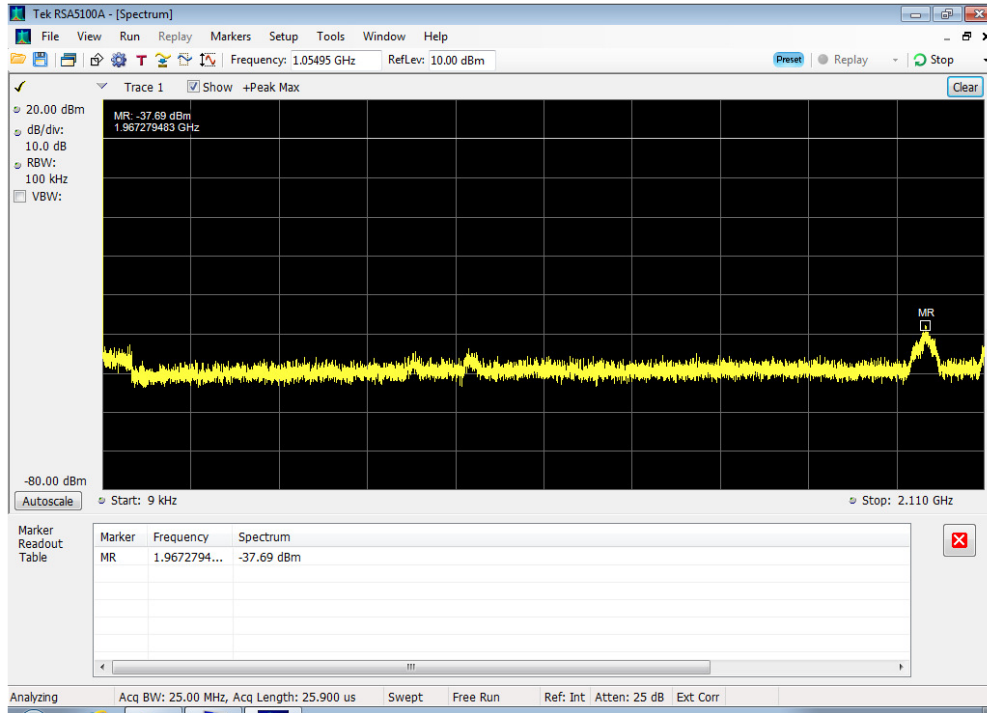 Tek RSA5100A - [Spectrum]
File View Run Replay Markers Setup Tools Window Help
T Frequency: 1.05495 GHz RefLev: 10.00 dBm Preset Replay Stop
Trace 1 Show +Peak Max Clear
20.00 dBm
dB/div:
10.0 dB
RBW:
100 kHz
VBW:
MR: -37.69 dBm
1.967279483 GHz
MR
-80.00 dBm
Autoscale Start: 9 kHz Stop: 2.110 GHz
Marker
Readout
Table
Marker Frequency Spectrum
MR 1.9672794... -37.69 dBm
Analyzing Acq BW: 25.00 MHz, Acq Length: 25.900 us Swept Free Run Ref: Int Atten: 25 dB Ext Corr